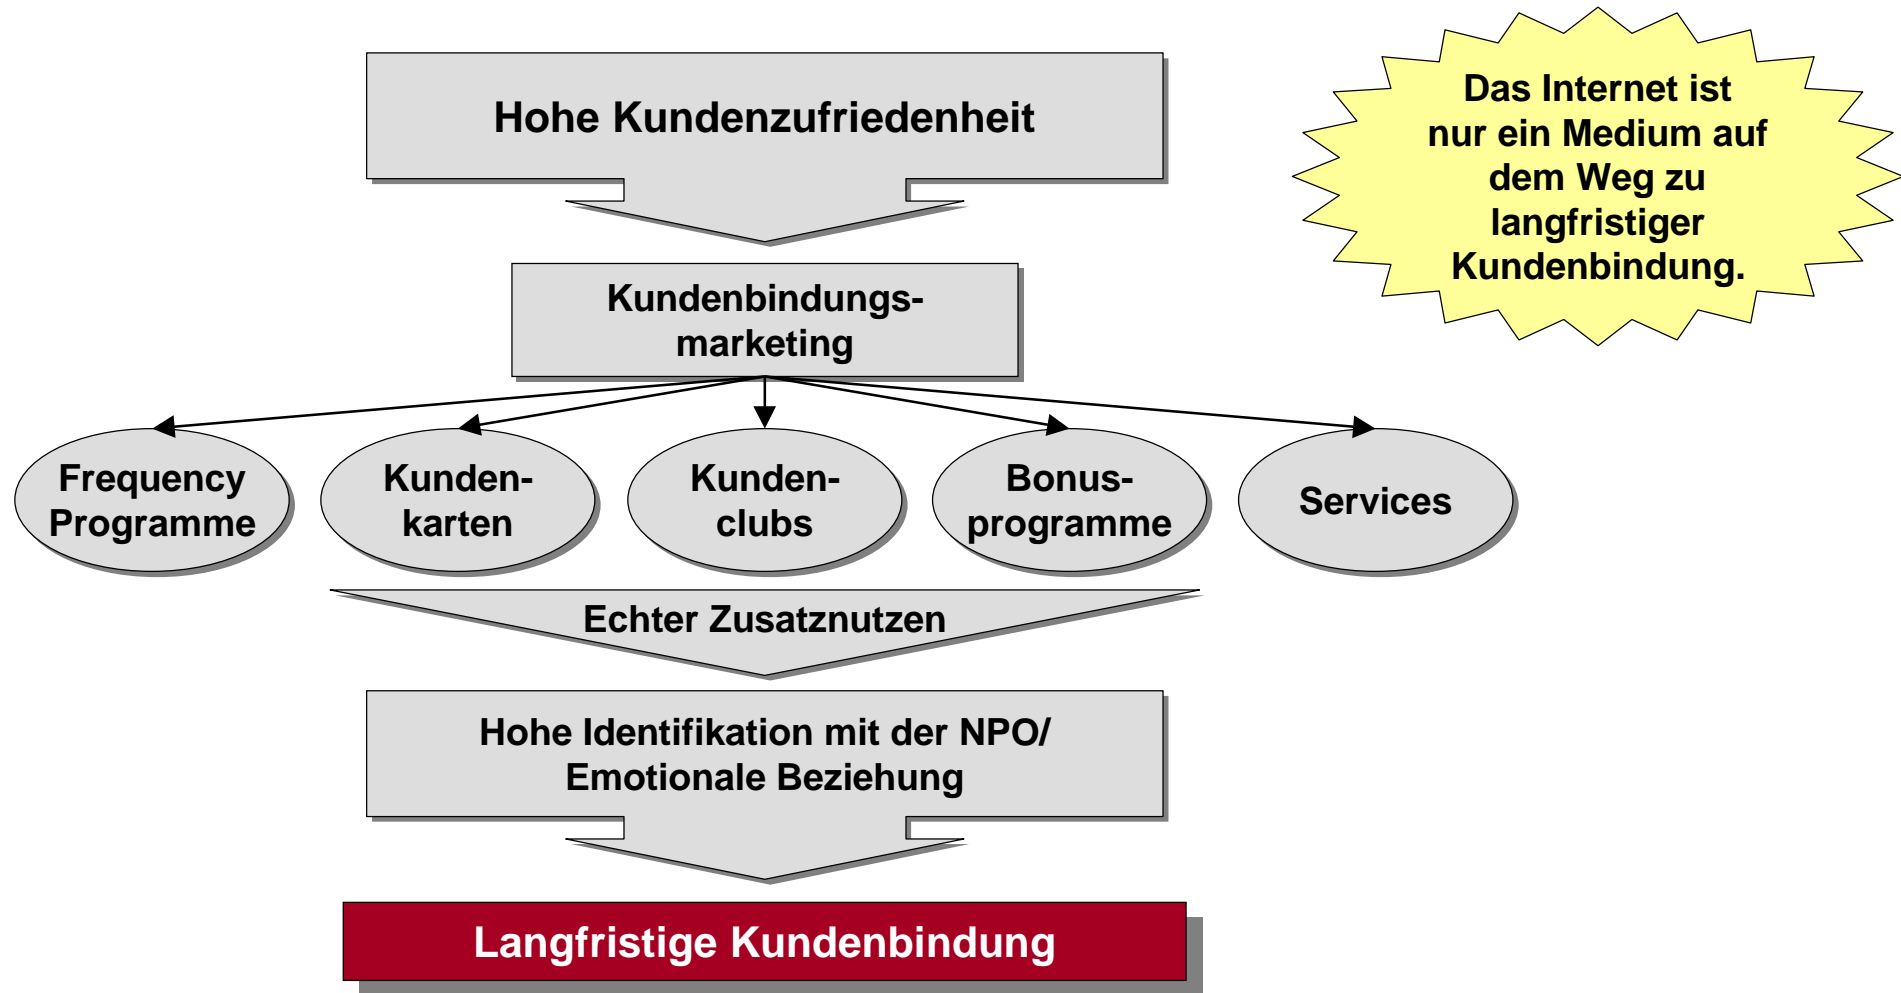 Hohe Kundenzufriedenheit
Das Internet ist
nur ein Medium auf
dem Weg zu
langfristiger
Kundenbindung.
Kundenbindungs-
marketing
Frequency
Programme
Kunden-
karten
Kunden-
clubs
Bonus-
programme
Services
Echter Zusatznutzen
Hohe Identifikation mit der NPO/
Emotionale Beziehung
Langfristige Kundenbindung